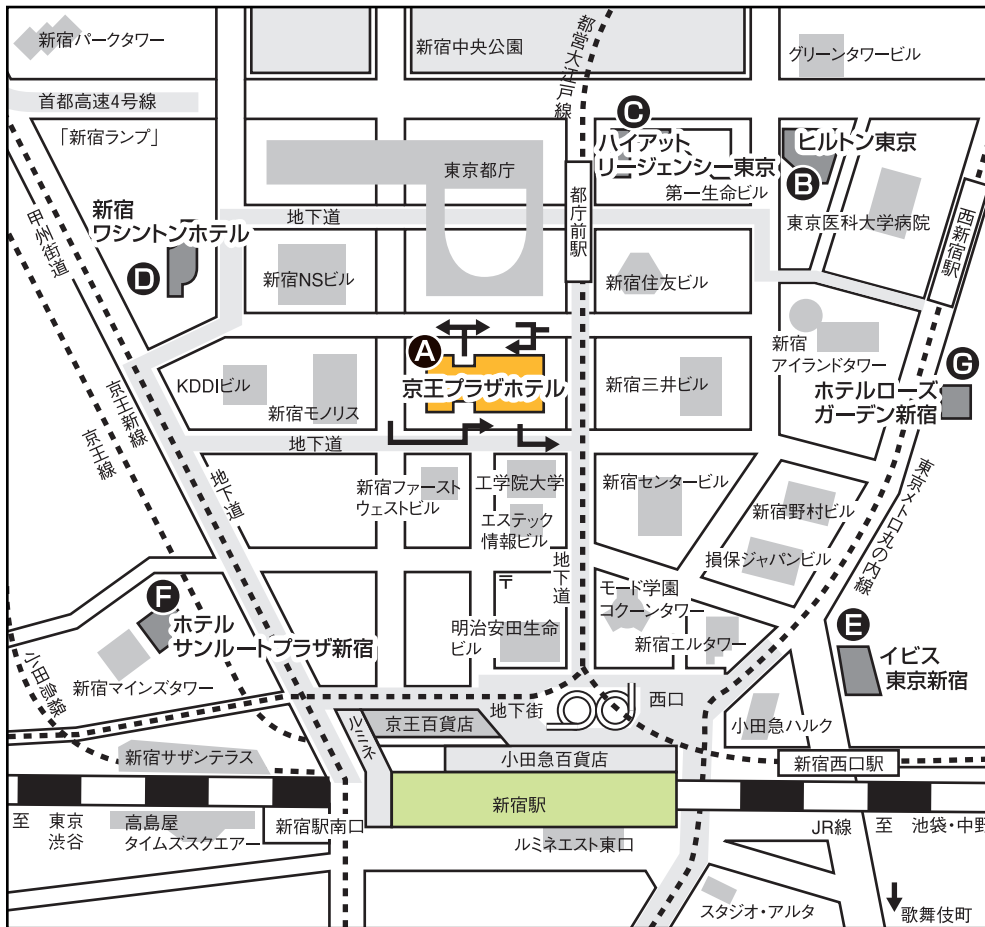 新宿パークタワー
新宿中央公園
都営大江戸線
グリーンタワービル
首都高速4号線
「新宿ランプ」
C
ハイアット
リージェンシー東京
ヒルトン東京
B
東京都庁
都庁前駅
第一生命ビル
東京医科大学病院
西新宿駅
新宿
ワシントンホテル
D
地下道
甲州街道
新宿NSビル
新宿住友ビル
新宿
アイランドタワー
A
京王プラザホテル
KDDIビル
新宿モノリス
新宿三井ビル
G
ホテルローズ
ガーデン新宿
京王新線
京王線
地下道
地下道
新宿ファースト
ウェストビル
工学院大学
エステック
情報ビル
新宿センタービル
新宿野村ビル
損保ジャパンビル
東京メトロ丸の内線
〒
地下道
モード学園
コクーンタワー
明治安田生命
ビル
新宿エルタワー
F
ホテル
サンルートプラザ新宿
新宿マインズタワー
小田急線
E
イビス
東京新宿
地下街
西口
小田急ハルク
ルミネ
京王百貨店
小田急百貨店
新宿西口駅
新宿サザンテラス
新宿駅
至 東京
渋谷
高島屋
タイムズスクエアー
新宿駅南口
ルミネエスト東口
JR線
至 池袋・中野
スタジオ・アルタ
歌舞伎町